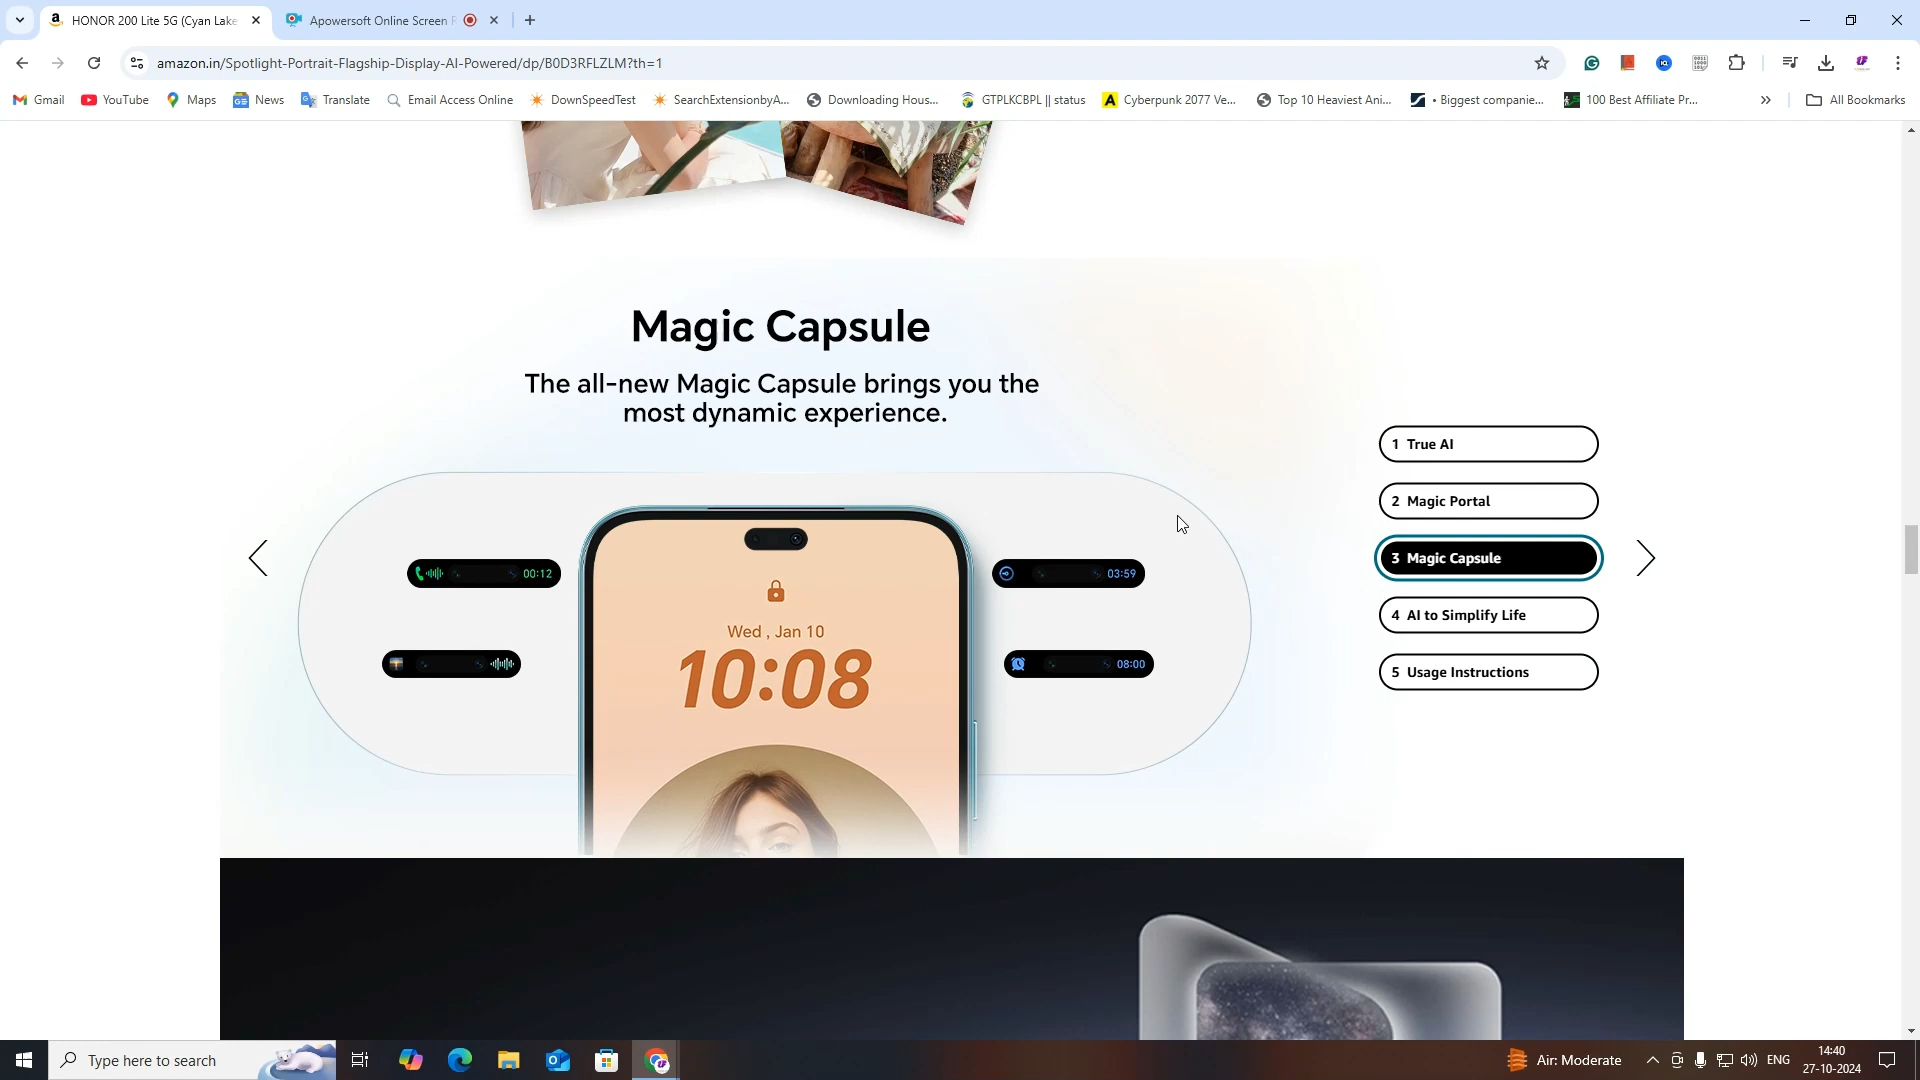 HONOR 200 Lite 5G (Cyan Lake
Apowersoft Online Screen R
amazon.in/Spotlight-Portrait-Flagship-Display-AI-Powered/dp/B0D3RFLZLM?th=1
Gmail
YouTube
Maps
News
Translate
Email Access Online
DownSpeedTest
SearchExtensionbyA...
Downloading Hous...
GTPLKCBPL || status
Cyberpunk 2077 Ve...
Top 10 Heaviest Ani...
• Biggest companie...
100 Best Affiliate Pr...
All Bookmarks
Magic Capsule
The all-new Magic Capsule brings you the
most dynamic experience.
1 True AI
2 Magic Portal
3 Magic Capsule
4 AI to Simplify Life
5 Usage Instructions
00:12
03:59
Wed , Jan 10
10:08
08:00
Type here to search
Air: Moderate
ENG
14:40
27-10-2024